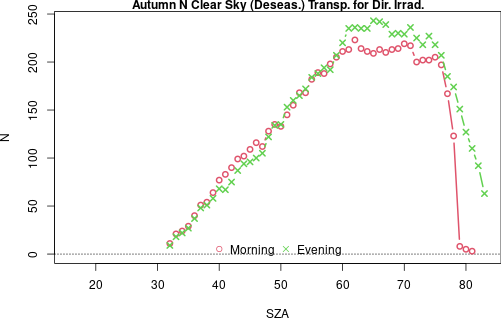 Autumn N Clear Sky (Deseas.) Transp. for Dir. Irrad.
250
200
150
100
50
0
N
Morning Evening
20 30 40 50 60 70 80
SZA